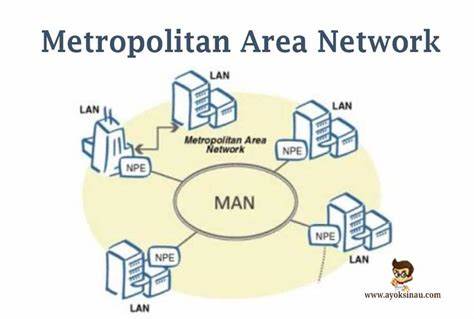 Metropolitan Area Network
LAN
LAN
LAN
Metropolitan Area
Network
NPE
NPE
MAN
LAN
NPE
LAN
NPE
www.ayoksinau.com